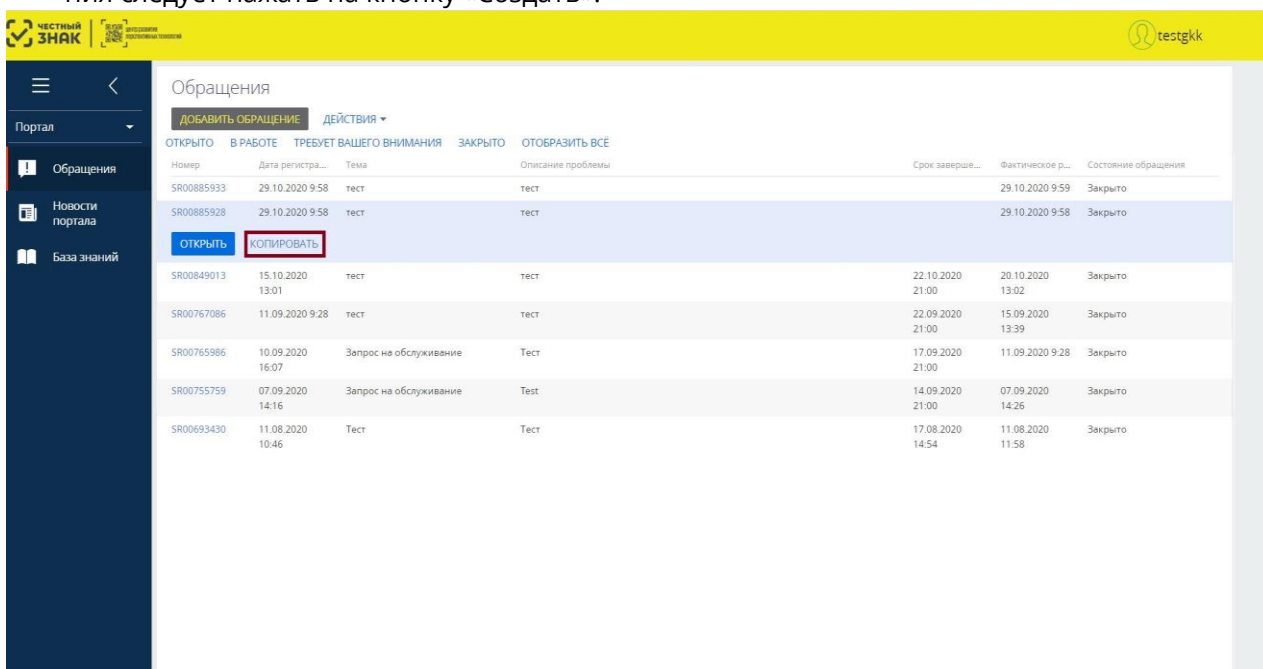 ния следует нажать на кнопку «Создать».
ЧЕСТНЫЙ
ЗНАК
testgkk
Обращения
ДОБАВИТЬ ОБРАЩЕНИЕ ДЕЙСТВИЯ
Портал
ОТКРЫТО В РАБОТЕ ТРЕБУЕТ ВАШЕГО ВНИМАНИЯ ЗАКРЫТО ОТОБРАЗИТЬ ВСЁ
Номер Дата регистра... Тема Описание проблемы Срок заверше... Фактическое р... Состояние обращения
Обращения
SR00885933 29.10.2020 9:58 тест тест 29.10.2020 9:59 Закрыто
Новости
портала
SR00885928 29.10.2020 9:58 тест тест 29.10.2020 9:58 Закрыто
ОТКРЫТЬ КОПИРОВАТЬ
База знаний
SR00849013 15.10.2020 тест тест 22.10.2020 20.10.2020 Закрыто
13:01 21:00 13:02
SR00767086 11.09.2020 9:28 тест тест 22.09.2020 15.09.2020 Закрыто
21:00 13:39
SR00765986 10.09.2020 Запрос на обслуживание Тест 17.09.2020 11.09.2020 9:28 Закрыто
16:07 21:00
SR00755759 07.09.2020 Запрос на обслуживание Test 14.09.2020 07.09.2020 Закрыто
14:16 21:00 14:26
SR00693430 11.08.2020 Тест Тест 17.08.2020 11.08.2020 Закрыто
10:46 14:54 11:58